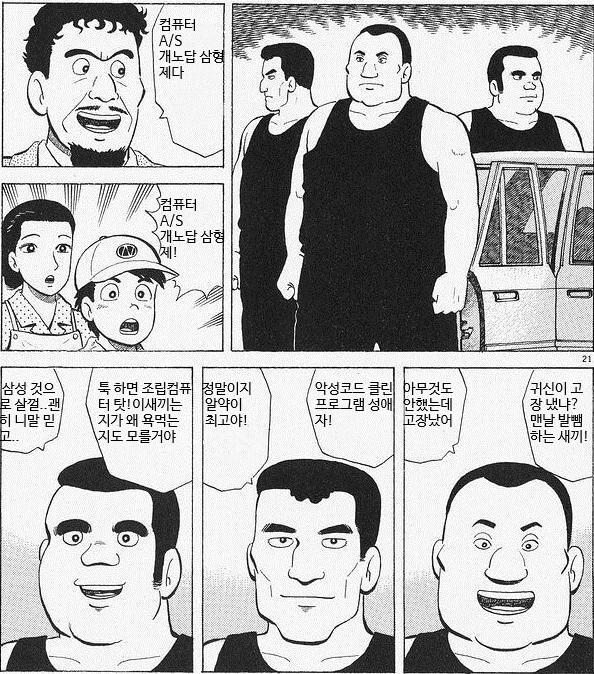 컴퓨터
A/S
개노답 삼형
제다
컴퓨터
A/S
개노답 삼형
제!
21
삼성 것으
로 살껄..괜
히 니말 믿
고..
툭 하면 조립컴퓨
터 탓!이새끼는
지가 왜 욕먹는
지도 모를거야
정말이지
알약이
최고야!
악성코드 클린
프로그램 성애
자!
아무것도
안했는데
고장났어
귀신이 고
장 냈냐?
맨날 발뺌
하는 새끼!